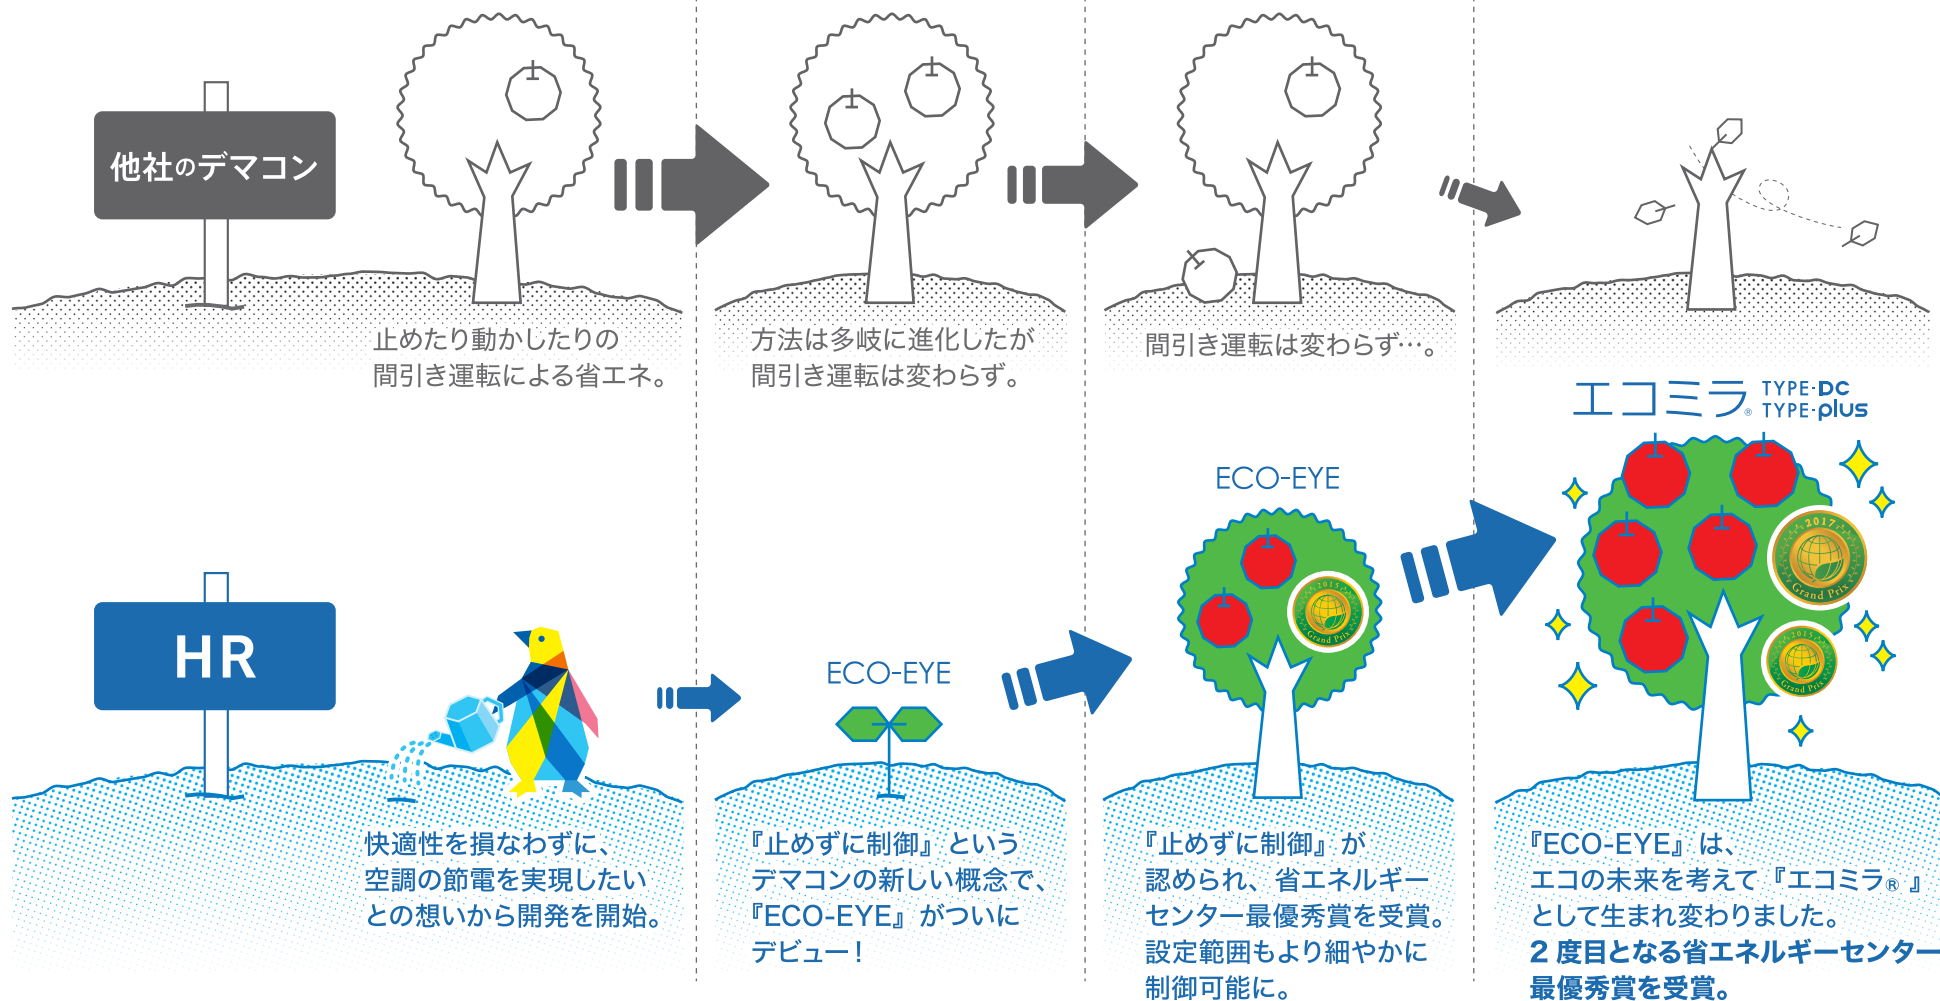 他社のデマコン
止めたり動かしたりの
間引き運転による省エネ。
方法は多岐に進化したが
間引き運転は変わらず。
間引き運転は変わらず…。
HR
快適性を損なわずに、
空調の節電を実現したい
との想いから開発を開始。
ECO-EYE
『止めずに制御』という
デマコンの新しい概念で、
『ECO-EYE』がついに
デビュー！
ECO-EYE
2015
Grand Prix
『止めずに制御』が
認められ、省エネルギー
センター最優秀賞を受賞。
設定範囲もより細やかに
制御可能に。
エコミラ® TYPE-DC
TYPE-plus
2017
Grand Prix
2015
Grand Prix
『ECO-EYE』は、
エコの未来を考えて『エコミラ®』
として生まれ変わりました。
2度目となる省エネルギーセンター
最優秀賞を受賞。